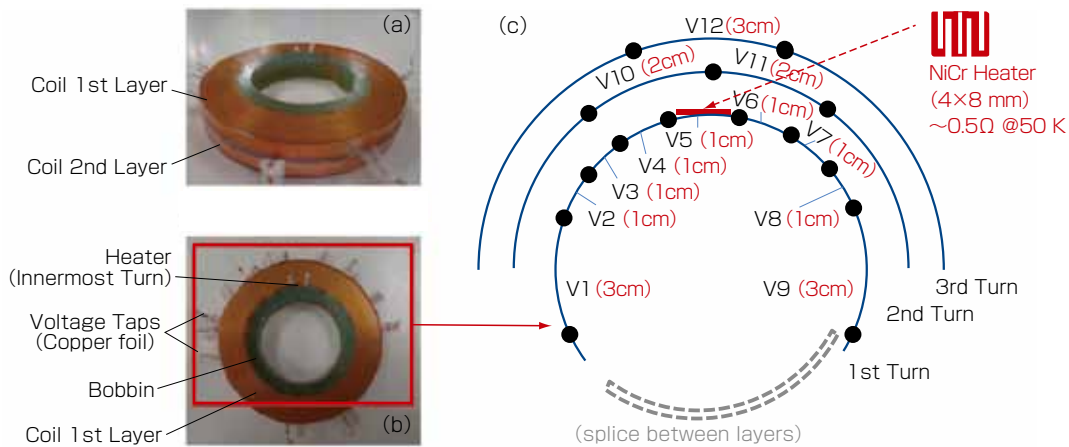 (a)
Coil 1st Layer
Coil 2nd Layer
Heater
(Innermost Turn)
Voltage Taps
(Copper foil)
Bobbin
Coil 1st Layer
(b)
(c)
V12(3cm)
V10 (2cm)
V11(2cm)
V6(1cm)
V5 (1cm)
V7(1cm)
V4 (1cm)
V3 (1cm)
V2 (1cm)
V8(1cm)
V1(3cm)
V9(3cm)
NiCr Heater
(4×8 mm)
~0.5Ω @50 K
3rd Turn
2nd Turn
1st Turn
(splice between layers)